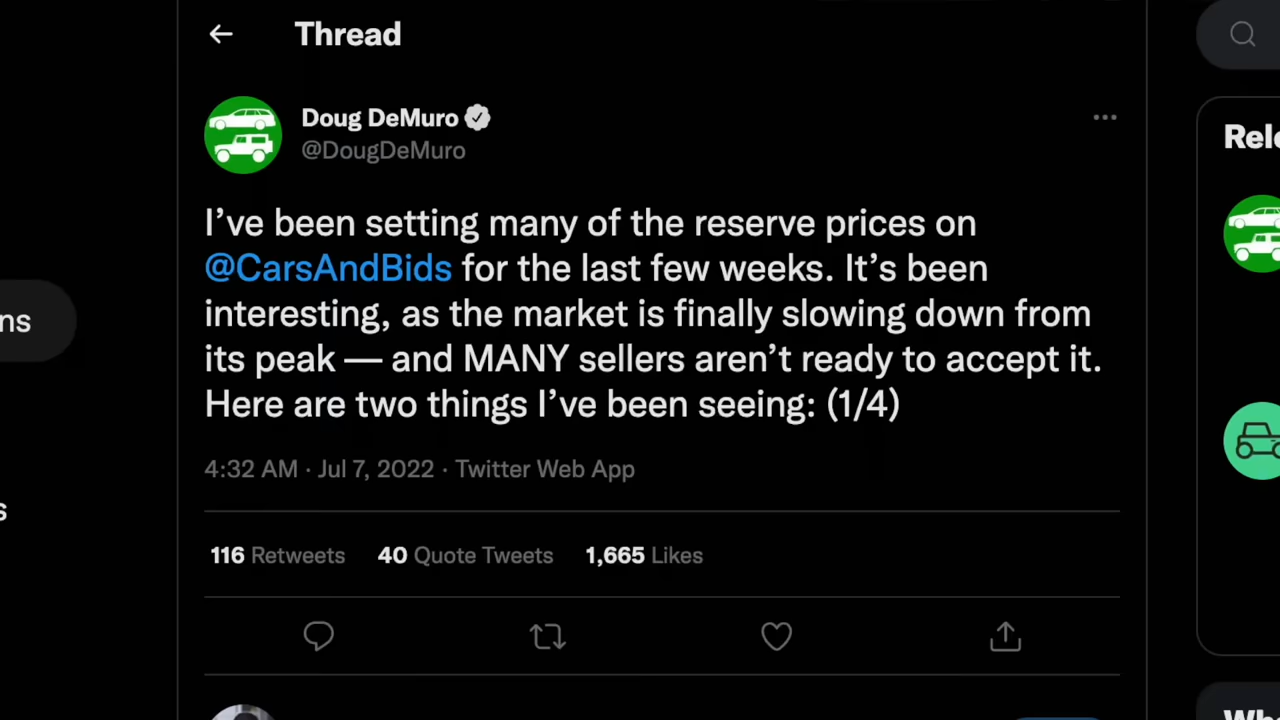 Thread
Doug DeMuro
@DougDeMuro
I’ve been setting many of the reserve prices on
@CarsAndBids for the last few weeks. It’s been
interesting, as the market is finally slowing down from
its peak — and MANY sellers aren’t ready to accept it.
Here are two things I’ve been seeing: (1/4)
4:32 AM · Jul 7, 2022 · Twitter Web App
116 Retweets 40 Quote Tweets 1,665 Likes
ns
s